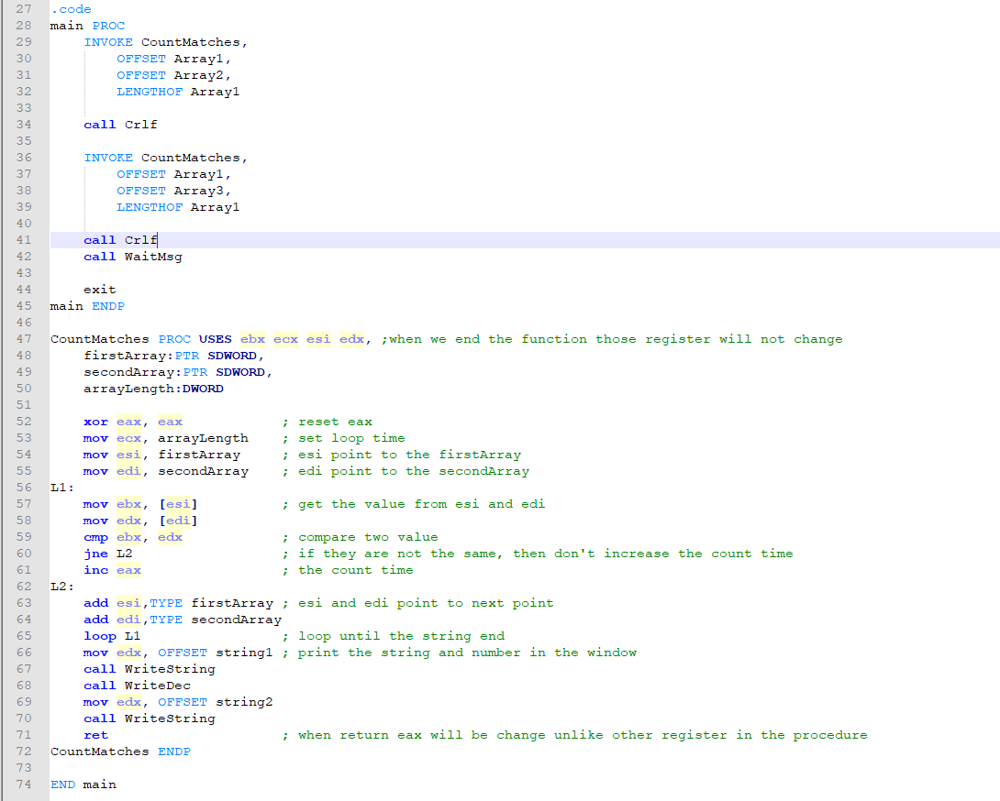 27 .code
28 main PROC
29     INVOKE CountMatches,
30         OFFSET Array1,
31         OFFSET Array2,
32         LENGTHOF Array1
33
34     call Crlf
35
36     INVOKE CountMatches,
37         OFFSET Array1,
38         OFFSET Array3,
39         LENGTHOF Array1
40
41     call Crlf
42     call WaitMsg
43
44     exit
45 main ENDP
46
47 CountMatches PROC USES ebx ecx esi edx, ;when we end the function those register will not change
48     firstArray:PTR SDWORD,
49     secondArray:PTR SDWORD,
50     arrayLength:DWORD
51
52     xor eax, eax            ; reset eax
53     mov ecx, arrayLength    ; set loop time
54     mov esi, firstArray     ; esi point to the firstArray
55     mov edi, secondArray    ; edi point to the secondArray
56 L1:
57     mov ebx, [esi]          ; get the value from esi and edi
58     mov edx, [edi]
59     cmp ebx, edx            ; compare two value
60     jne L2                  ; if they are not the same, then don't increase the count time
61     inc eax                 ; the count time
62 L2:
63     add esi,TYPE firstArray ; esi and edi point to next point
64     add edi,TYPE secondArray
65     loop L1                 ; loop until the string end
66     mov edx, OFFSET string1 ; print the string and number in the window
67     call WriteString
68     call WriteDec
69     mov edx, OFFSET string2
70     call WriteString
71     ret                     ; when return eax will be change unlike other register in the procedure
72 CountMatches ENDP
73
74 END main